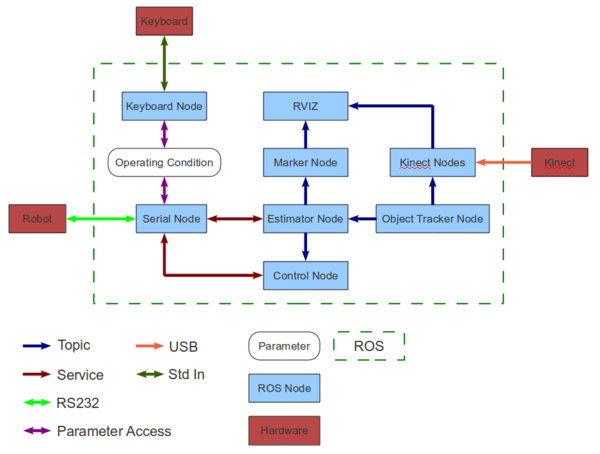 Keyboard
Keyboard Node
RVIZ
Operating Condition
Marker Node
Kinect Nodes
Kinect
Robot
Serial Node
Estimator Node
Object Tracker Node
Control Node
Topic
USB
Parameter
ROS
Service
Std In
ROS Node
RS232
Parameter Access
Hardware